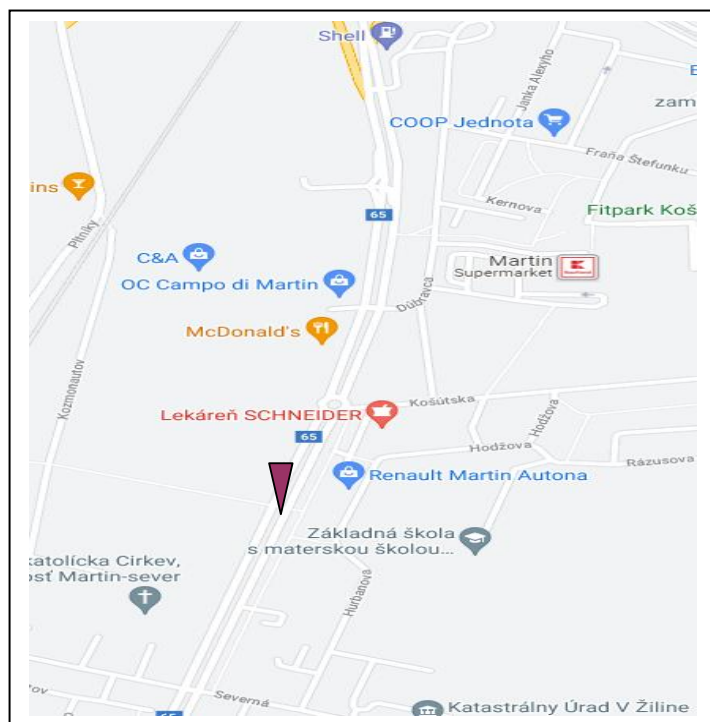 Shell
Janka Alexyho
COOP Jednota
zam
Fraňa Štefunku
ins
Kernova
65
Fitpark Koš
Pltníky
C&A
Martin
Supermarket
OC Campo di Martin
Dúbravca
McDonald's
Kozmonautov
Košútska
Lekáreň SCHNEIDER
65
Hodžova
Hodžova
Rázusova
Renault Martin Autona
Základná škola
s materskou školou...
katolícka Cirkev,
osť Martin-sever
Hurbanova
Severná
tov
65
Katastrálny Úrad V Žiline